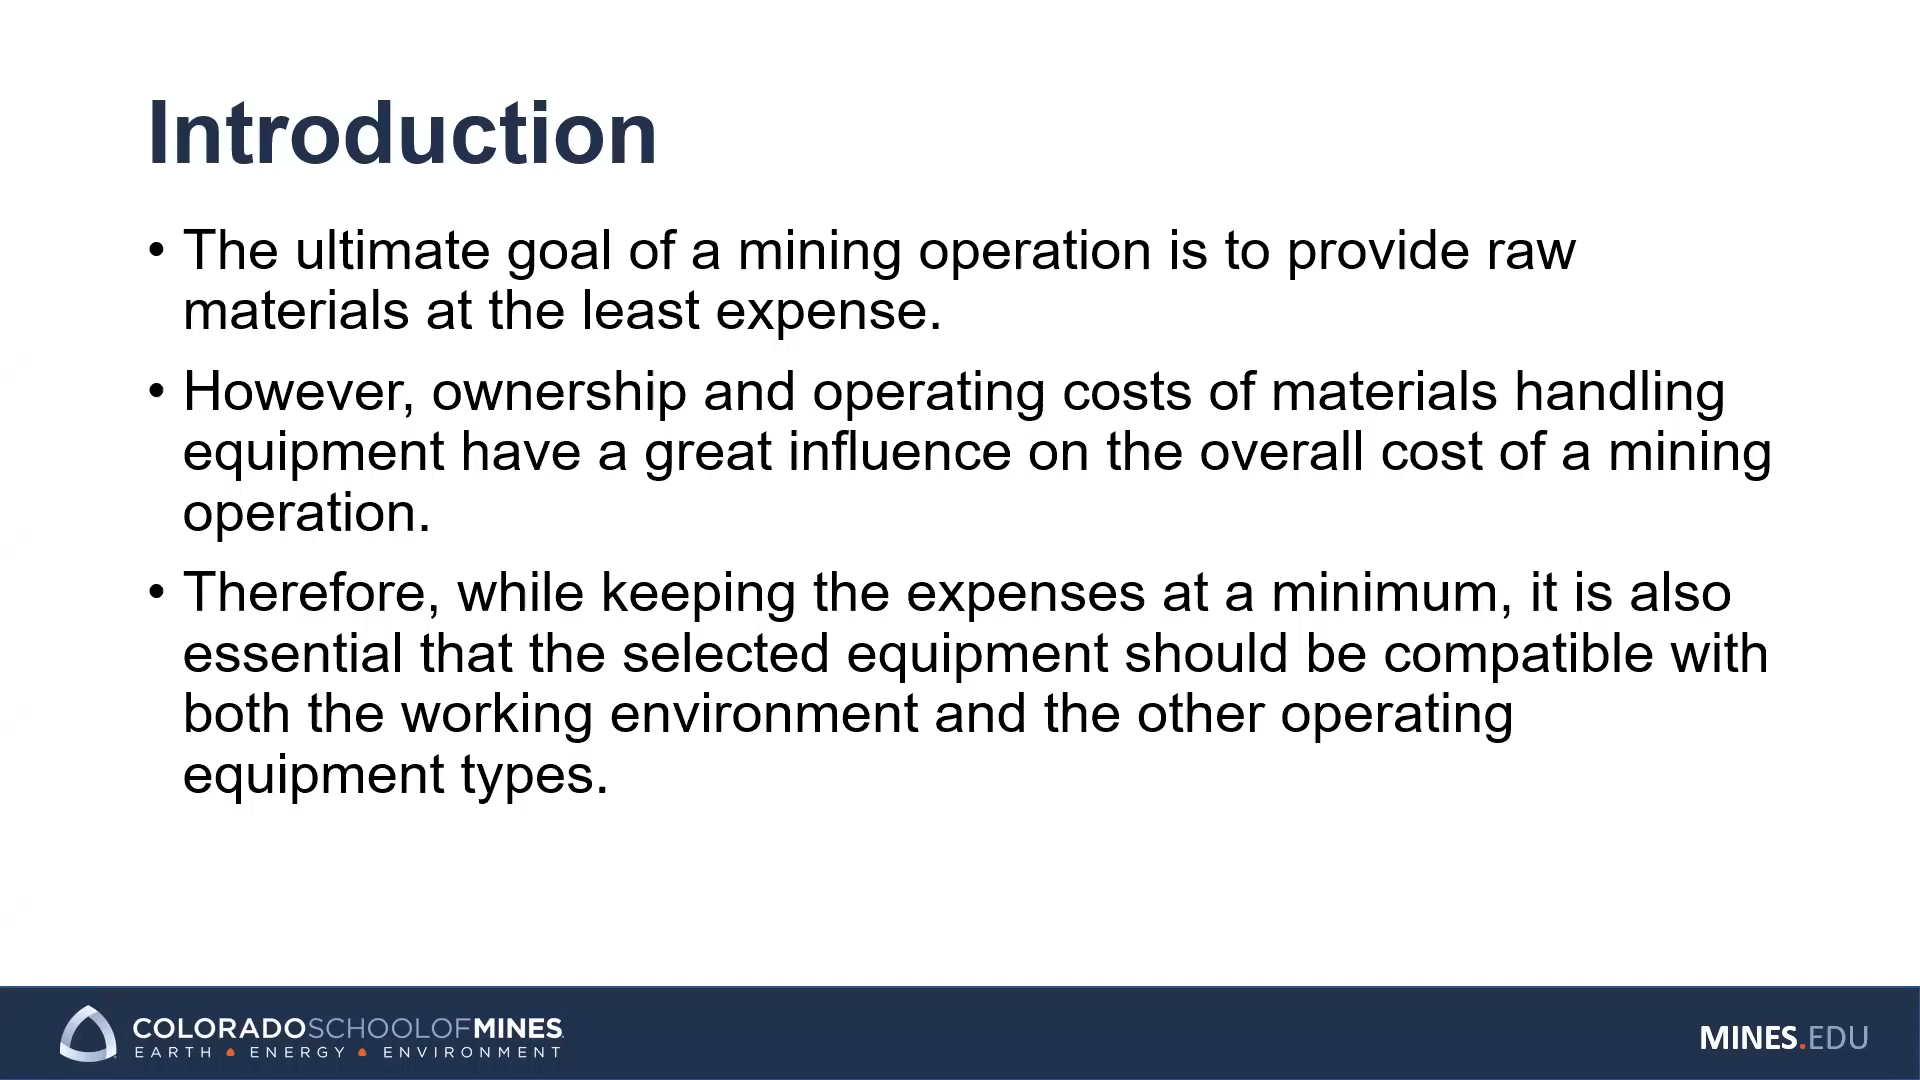 Introduction
• The ultimate goal of a mining operation is to provide raw
materials at the least expense.
• However, ownership and operating costs of materials handling
equipment have a great influence on the overall cost of a mining
operation.
• Therefore, while keeping the expenses at a minimum, it is also
essential that the selected equipment should be compatible with
both the working environment and the other operating
equipment types.
COLORADOSCHOOLOFMINES
EARTH • ENERGY • ENVIRONMENT
MINES.EDU